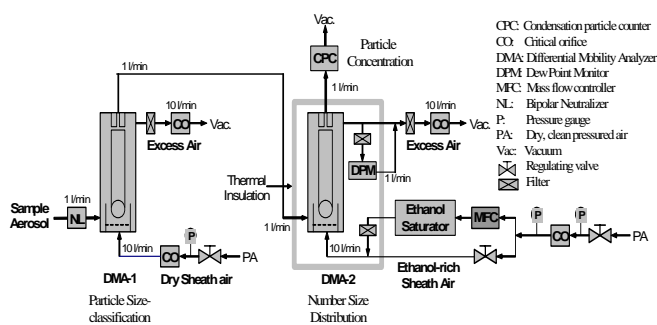 Vac.
CPC
Particle
Concentration
1 l/min
1 l/min
1 l/min
10 l/min
CO
Vac.
Excess Air
10 l/min
CO
Vac.
Excess Air
DPM
1 l/min
Thermal
Insulation
Sample
Aerosol
NL
1 l/min
1 l/min
Ethanol
Saturator
MFC
P
P
CO
PA
10 l/min
CO
P
PA
Dry Sheath air
10 l/min
Ethanol-rich
Sheath Air
DMA-1
Particle Size-
classification
DMA-2
Number Size
Distribution
CPC: Condensation particle counter
CO: Critical orifice
DMA: Differential Mobility Analyzer
DPM: Dew Point Monitor
MFC: Mass flow controller
NL: Bipolar Neutralizer
P: Pressure gauge
PA: Dry, clean pressured air
Vac: Vacuum
Regulating valve
Filter